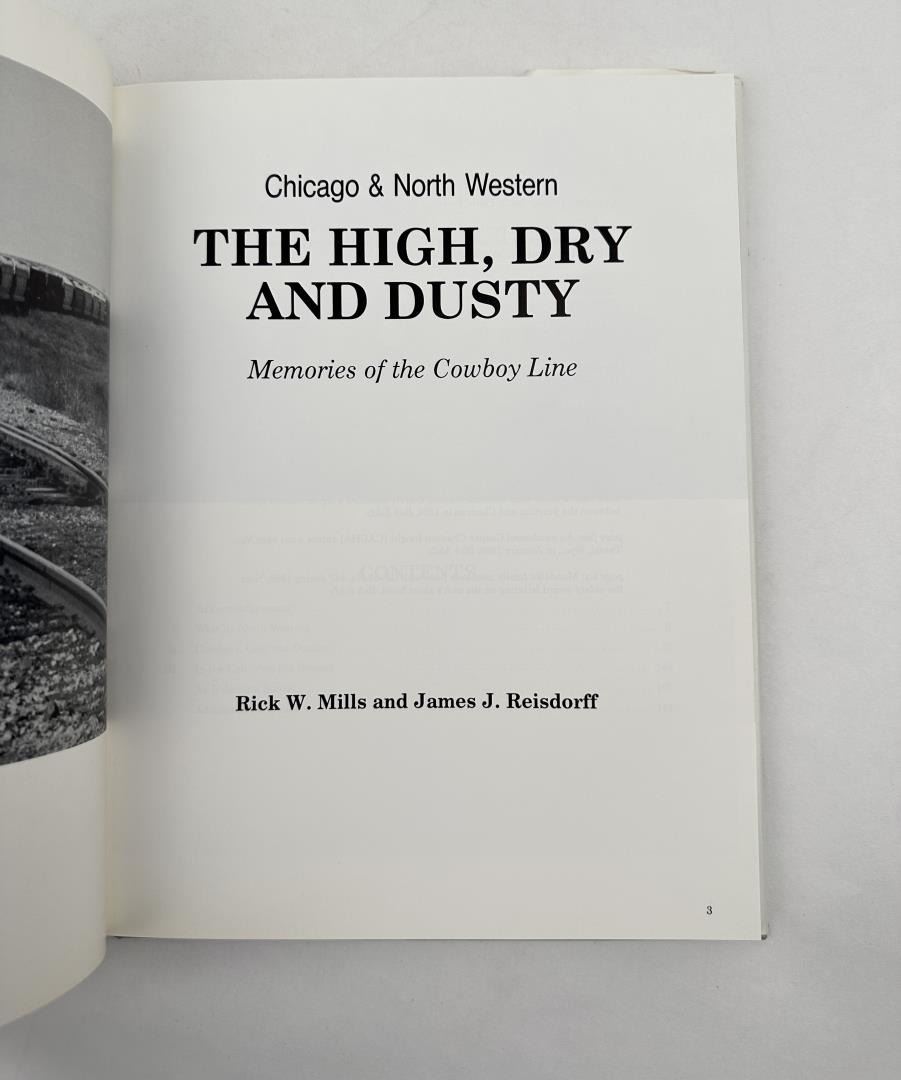 Chicago & North Western
THE HIGH, DRY
AND DUSTY
Memories of the Cowboy Line
CONTENTS
Rick W. Mills and James J. Reisdorff
3